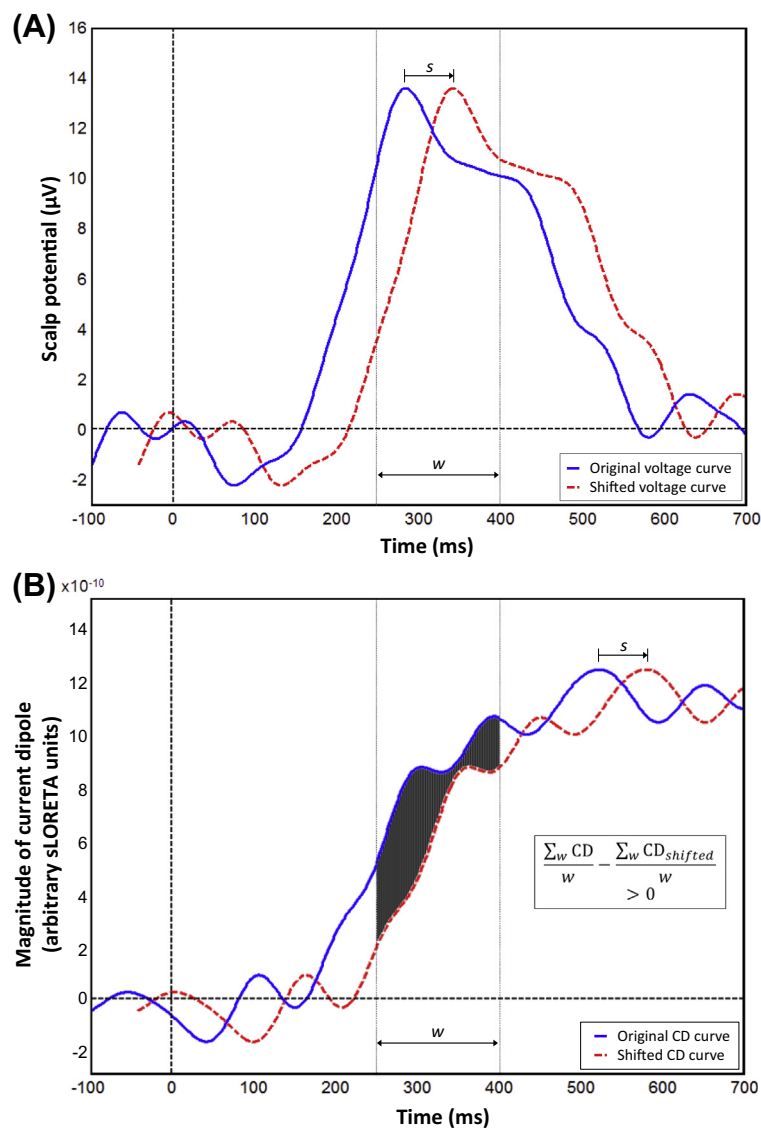 (A)
16
14
12
10
8
6
4
2
0
-2
Scalp potential (µV)
s
w
Original voltage curve
Shifted voltage curve
-100 0 100 200 300 400 500 600 700
Time (ms)
(B)
x10⁻¹⁰
14
12
10
8
6
4
2
0
-2
Magnitude of current dipole
(arbitrary sLORETA units)
s
∑w CD / w − ∑w CDshifted / w
> 0
w
Original CD curve
Shifted CD curve
-100 0 100 200 300 400 500 600 700
Time (ms)